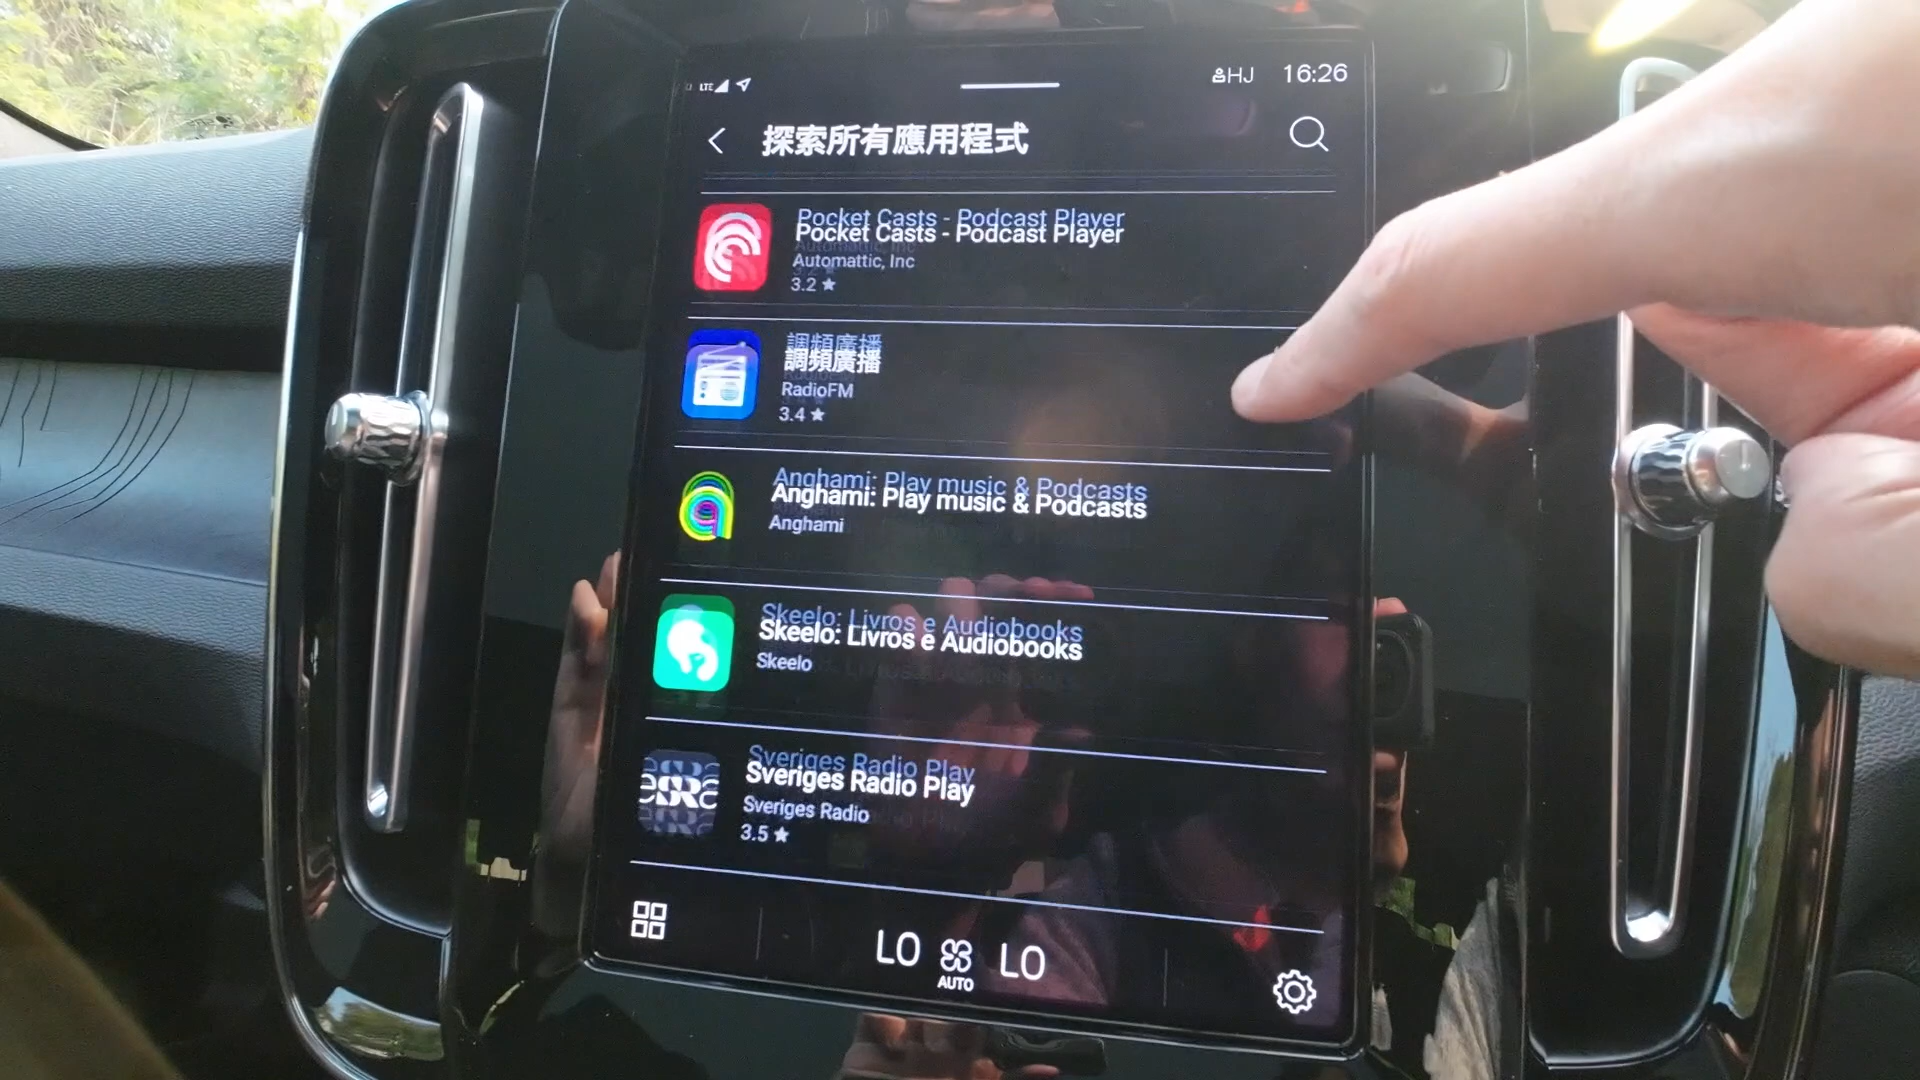 LTE
HJ 16:26
探索所有應用程式
Pocket Casts - Podcast Player
Automattic, Inc
3.2 ★
調頻廣播
RadioFM
3.4 ★
Anghami: Play music & Podcasts
Anghami
Skeelo: Livros e Audiobooks
Skeelo
Sveriges Radio Play
Sveriges Radio
3.5 ★
LO LO
AUTO